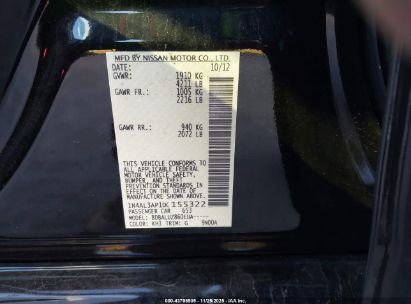 MFD BY NISSAN MOTOR CO., LTD.
DATE: 10/12
GVWR: 1910 KG
4211 LB
GAWR FR: 1005 KG
2216 LB
GAWR RR: 940 KG
2072 LB
THIS VEHICLE CONFORMS TO
ALL APPLICABLE FEDERAL
MOTOR VEHICLE SAFETY,
BUMPER, AND THEFT
PREVENTION STANDARDS IN
EFFECT ON THE DATE OF
MANUFACTURE SHOWN ABOVE.
1N4AL3AP1DC155322
PASSENGER CAR 653
MODEL:
COLOR: KH3 TRIM: G